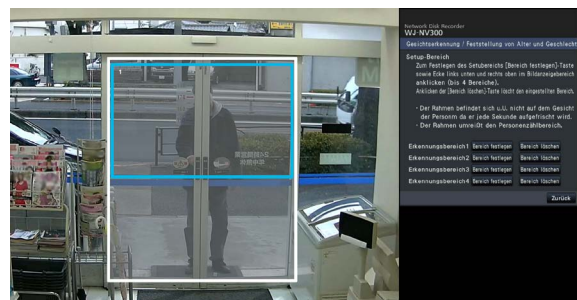 Network Disk Recorder
WJ-NV300
Gesichtserkennung / Feststellung von Alter und Geschlecht
Setup-Bereich
Zum Festlegen des Setubereichs [Bereich festlegen]-Taste
sowie Ecke links unten und rechts oben im Bildanzeigebereich
anklicken (bis 4 Bereiche).
Anklicken der [Bereich löschen]-Taste löscht den eingestellten Bereich.
- Der Rahmen befindet sich u.U. nicht auf dem Gesicht
der Personm da er jede Sekunde aufgefrischt wird.
- Der Rahmen umreißt den Personenzählbereich.
Erkennungsbereich1 Bereich festlegen Bereich löschen
Erkennungsbereich2 Bereich festlegen Bereich löschen
Erkennungsbereich3 Bereich festlegen Bereich löschen
Erkennungsbereich4 Bereich festlegen Bereich löschen
Zurück
M